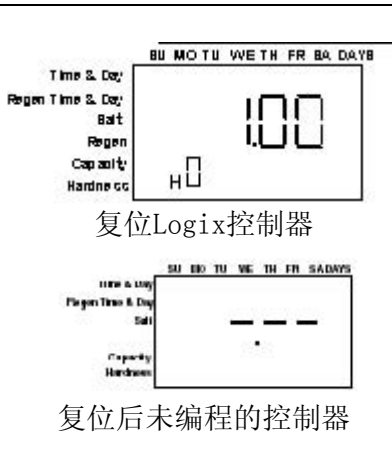 SU MO TU WE TH FR SA DAYS
Time & Day
Regen Time & Day
Salt
1.00
Regen
Capacity
H0
Hardness
复位Logix控制器
SU MO TU WE TH FR SA DAYS
Time & Day
Regen Time & Day
Salt
- - -
Capacity
Hardness
复位后未编程的控制器